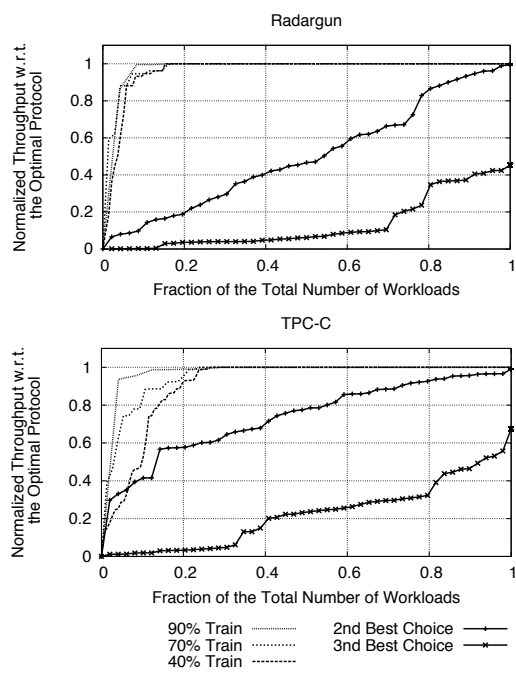 Radargun
Normalized Throughput w.r.t.
the Optimal Protocol
1
0.8
0.6
0.4
0.2
0
0 0.2 0.4 0.6 0.8 1
Fraction of the Total Number of Workloads
TPC-C
Normalized Throughput w.r.t.
the Optimal Protocol
1
0.8
0.6
0.4
0.2
0
0 0.2 0.4 0.6 0.8 1
Fraction of the Total Number of Workloads
90% Train
70% Train
40% Train
2nd Best Choice
3nd Best Choice